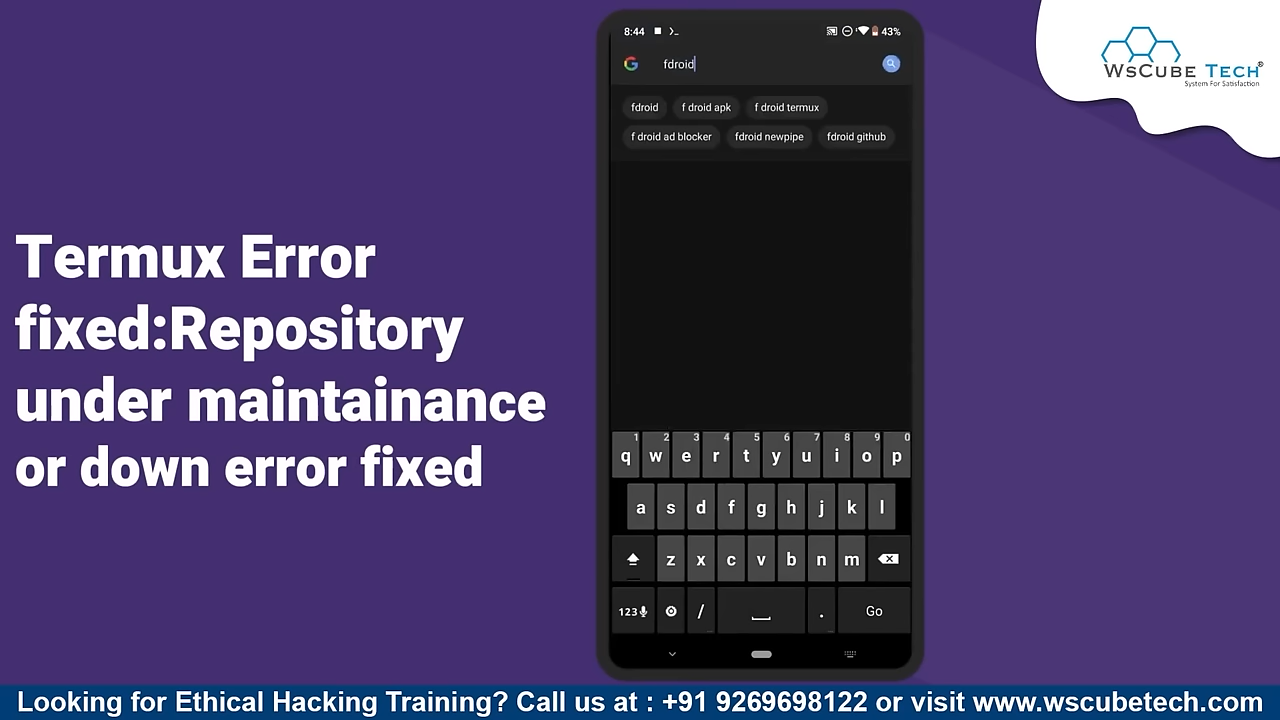 WsCube Tech®
System For Satisfaction
8:44
43%
fdroid
fdroid
f droid apk
f droid termux
f droid ad blocker
fdroid newpipe
fdroid github
Termux Error
fixed:Repository
under maintainance
or down error fixed
1 2 3 4 5 6 7 8 9 0
q w e r t y u i o p
a s d f g h j k l
z x c v b n m
123 / . Go
Looking for Ethical Hacking Training? Call us at : +91 9269698122 or visit www.wscubetech.com